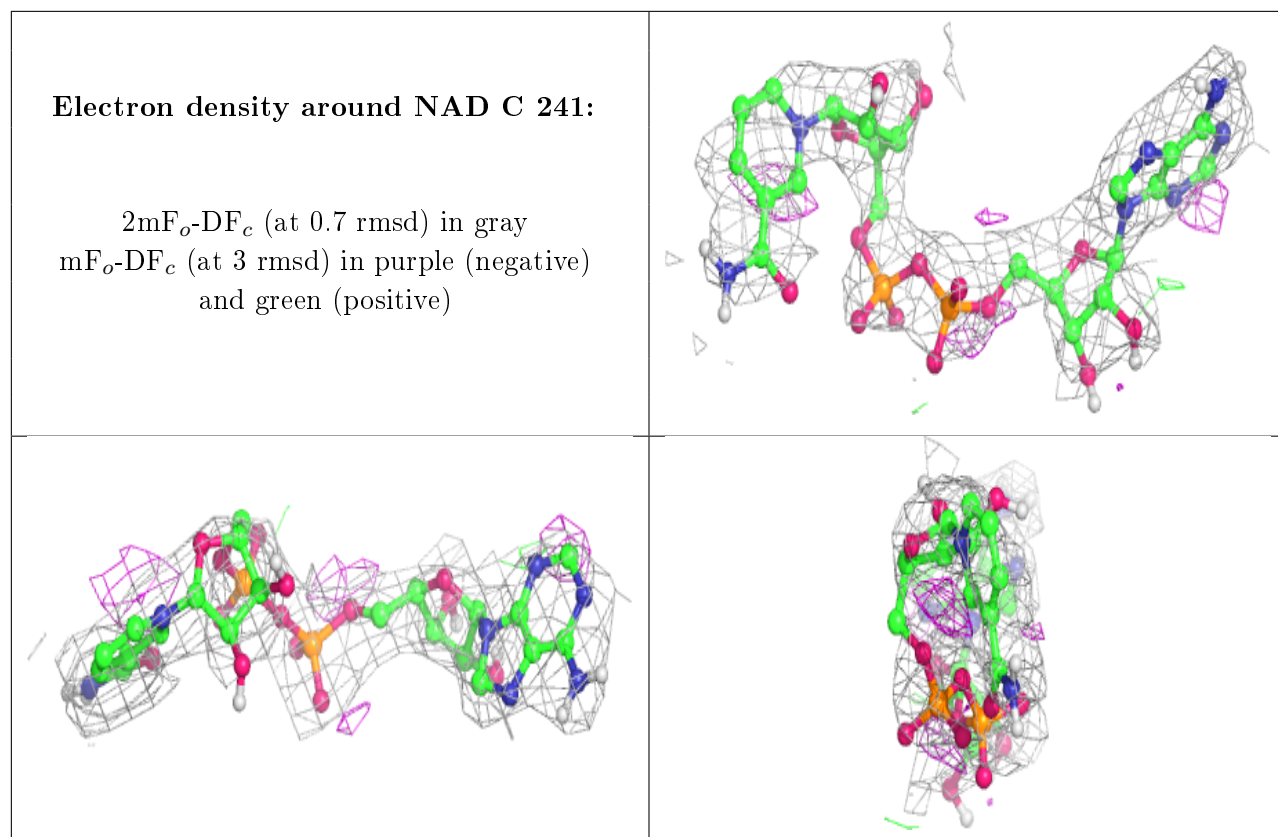 Electron density around NAD C 241:
2mFₒ-DF𝒸 (at 0.7 rmsd) in gray
mFₒ-DF𝒸 (at 3 rmsd) in purple (negative)
and green (positive)